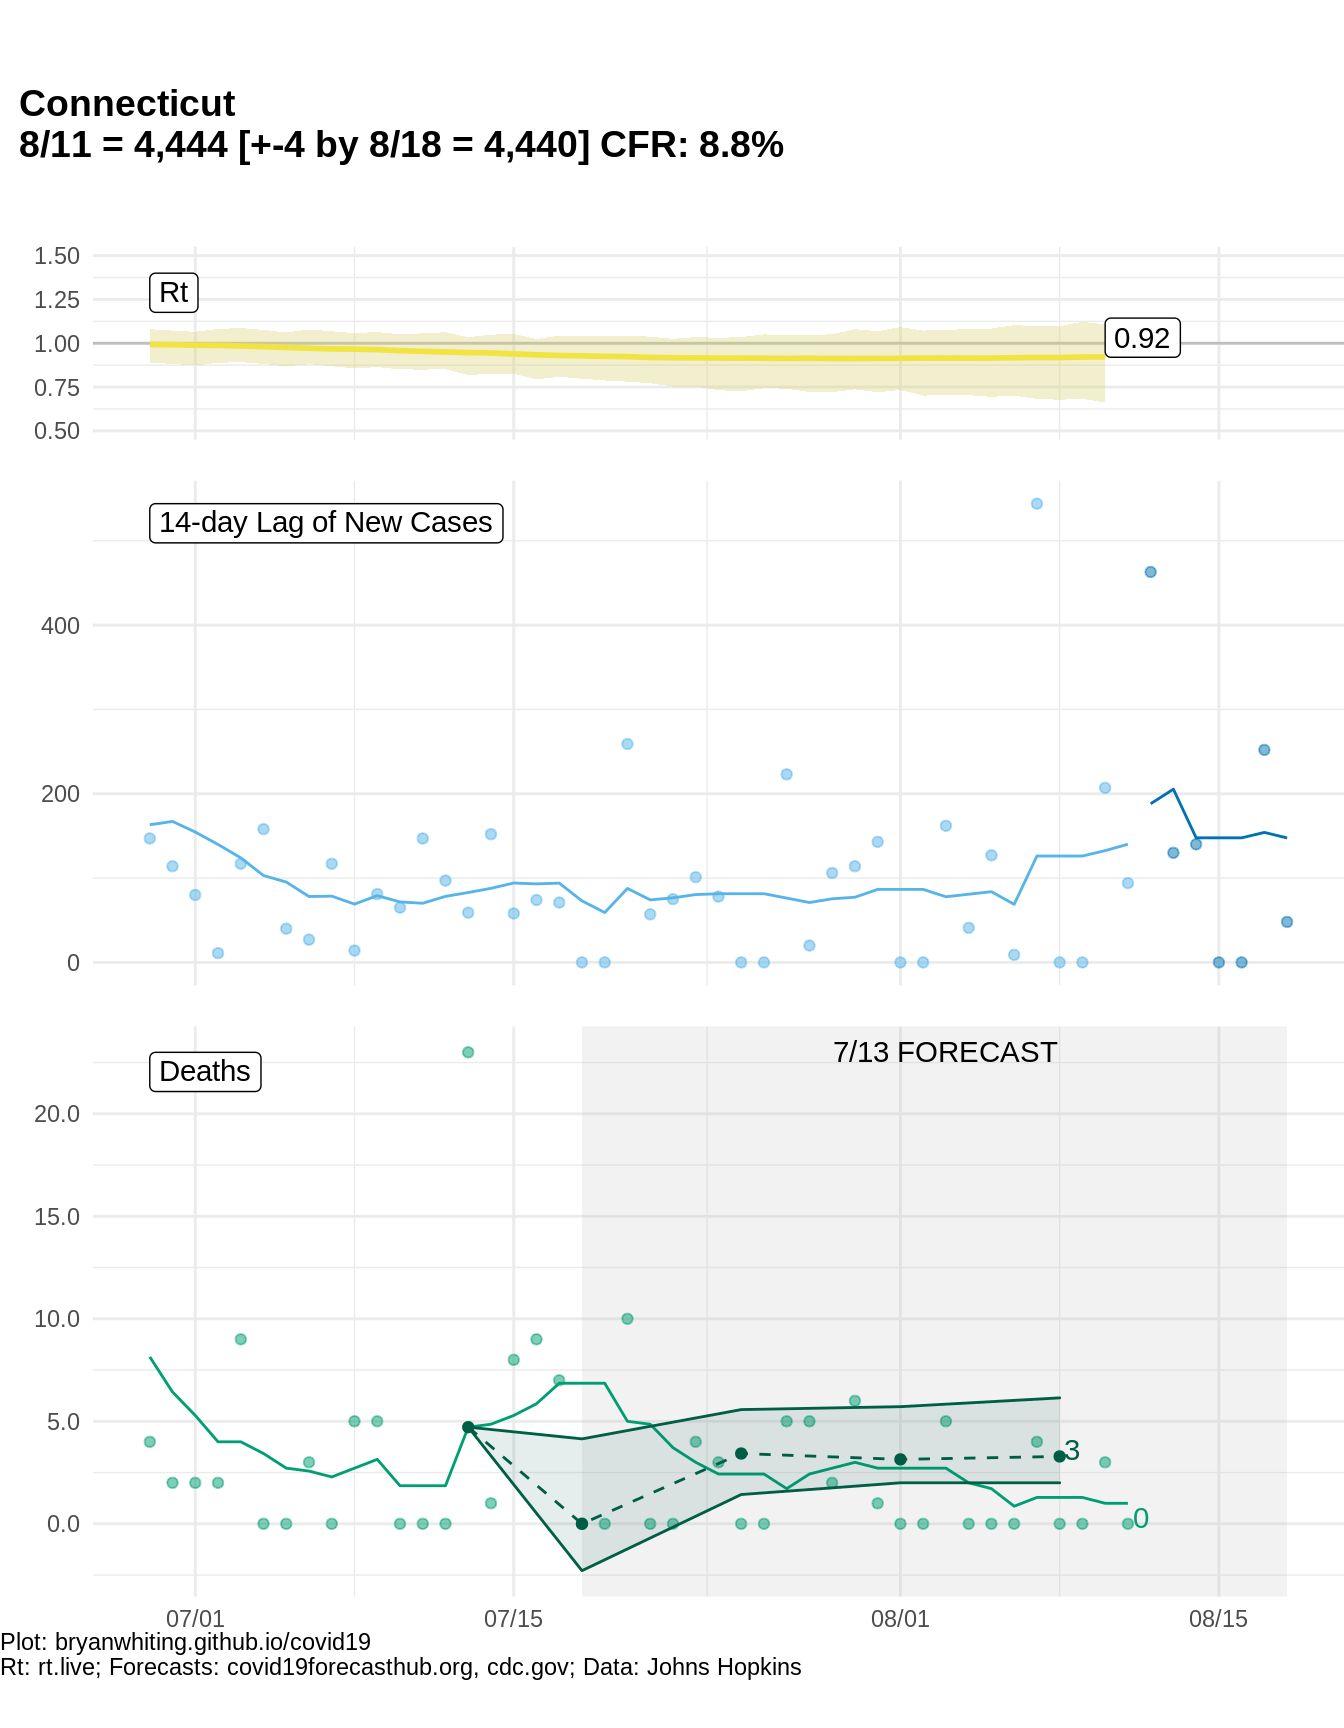 Connecticut
8/11 = 4,444 [+-4 by 8/18 = 4,440] CFR: 8.8%
1.50
Rt
1.25
1.00
0.92
0.75
0.50
14-day Lag of New Cases
400
200
0
7/13 FORECAST
Deaths
20.0
15.0
10.0
5.0
3
0.0
0
07/01 07/15 08/01 08/15
Plot: bryanwhiting.github.io/covid19
Rt: rt.live; Forecasts: covid19forecasthub.org, cdc.gov; Data: Johns Hopkins